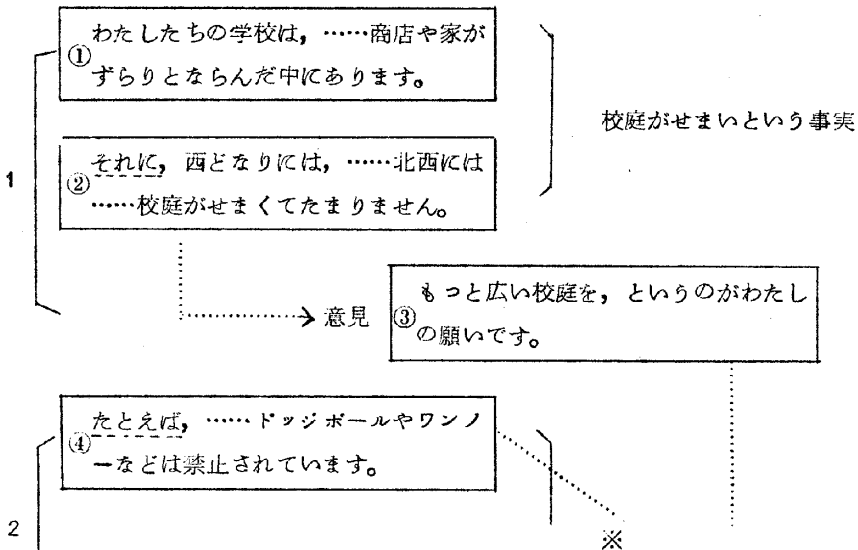 わたしたちの学校は，……商店や家が
①
ずらりとならんだ中にあります。
校庭がせまいという事実
1
それに，西どなりには，……北西には
②
……校庭がせまくてたまりません。
もっと広い校庭を，というのがわたし
意見 ③
の願いです。
たとえば，……ドッジボールやワンノ
④
ーなどは禁止されています。
2
※